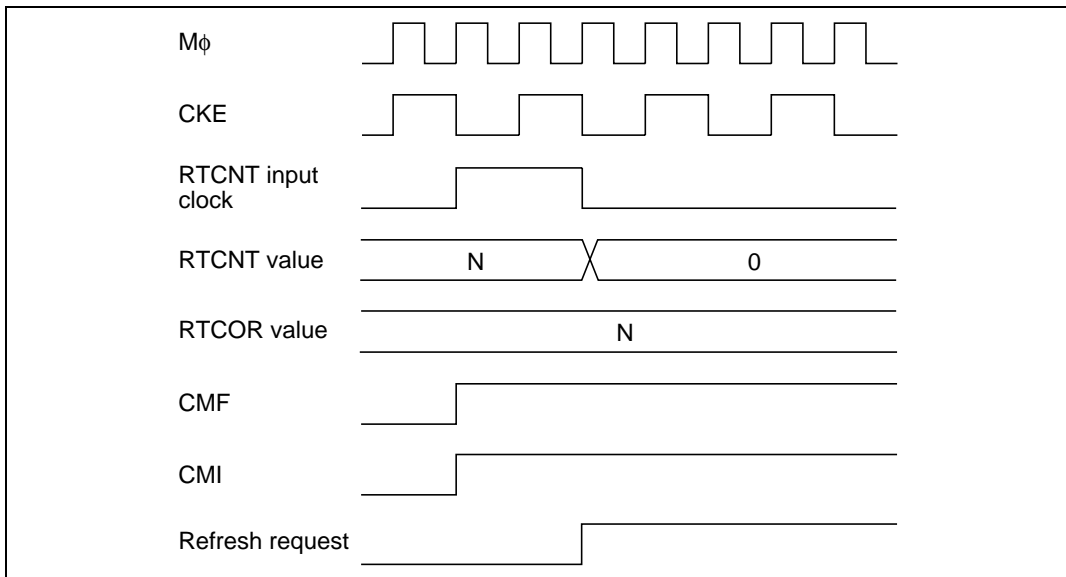 Mϕ
CKE
RTCNT input
clock
RTCNT value
N
0
RTCOR value
N
CMF
CMI
Refresh request